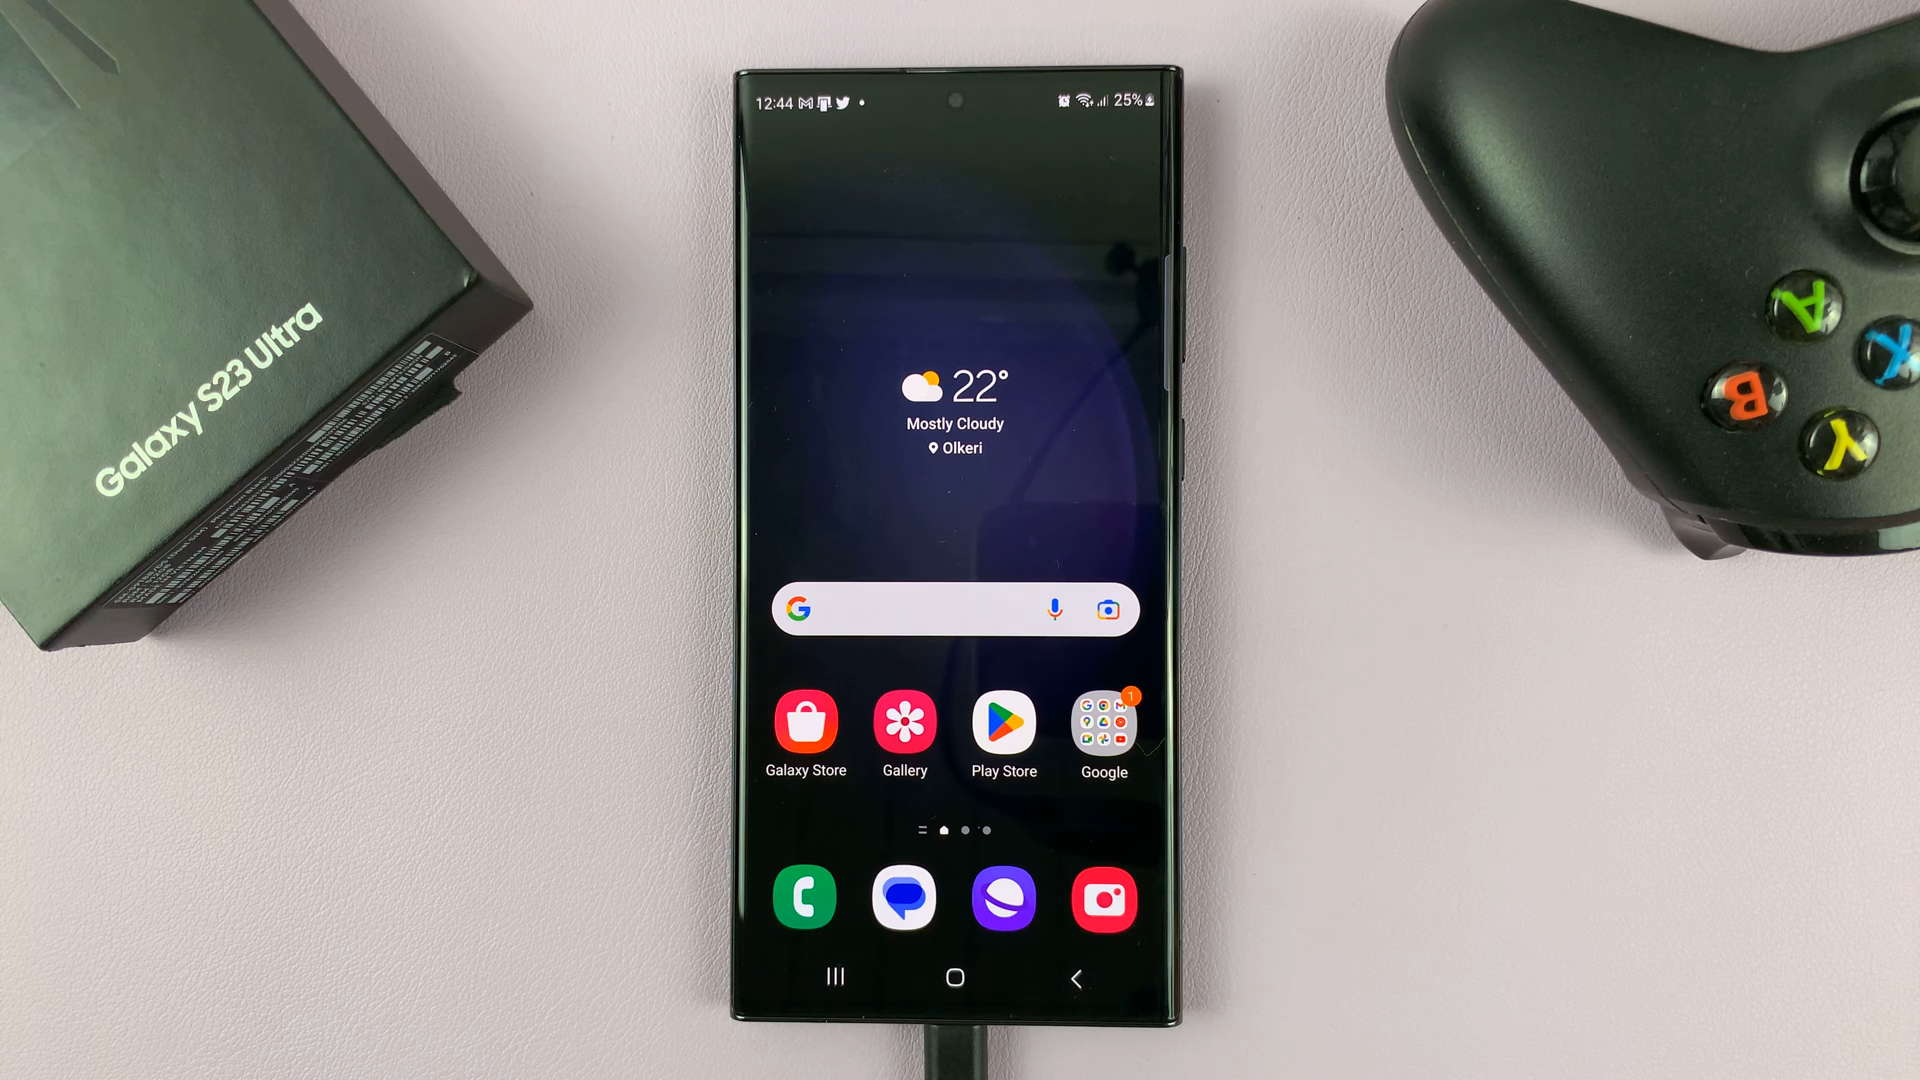 Galaxy S23 Ultra
12:44
25%
22°
Mostly Cloudy
Olkeri
G
1
Galaxy Store
Gallery
Play Store
Google
A
X
B
Y